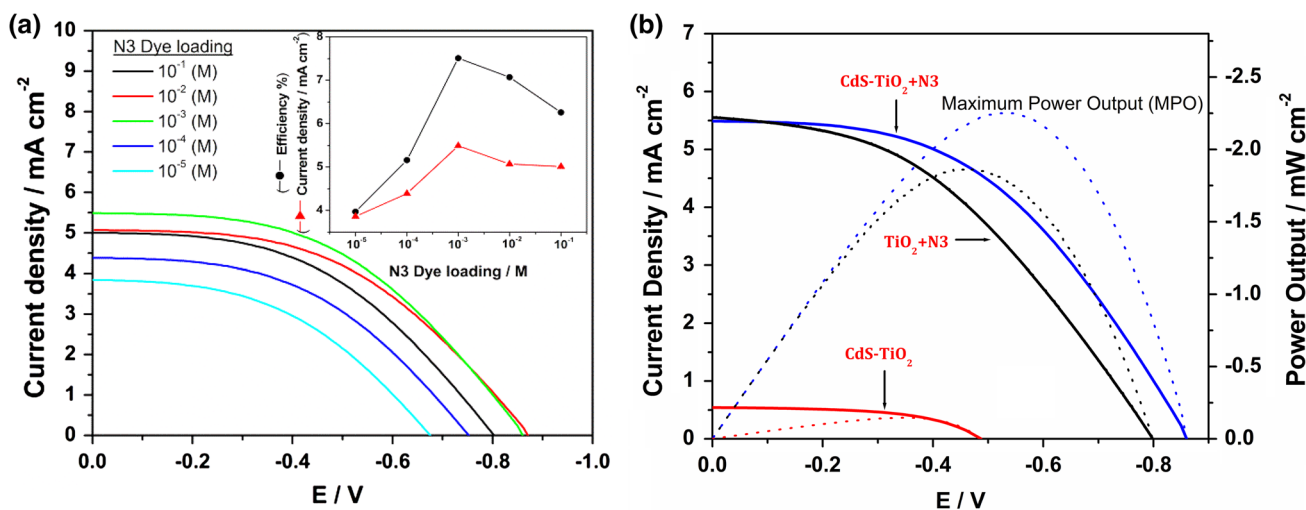 (a)
Current density / mA cm-2
10
9
8
7
6
5
4
3
2
1
0
0.0 -0.2 -0.4 -0.6 -0.8 -1.0
E / V
N3 Dye loading
10-1 (M)
10-2 (M)
10-3 (M)
10-4 (M)
10-5 (M)
(—●— Efficiency %)
(—▲— Current density / mA cm-2
8
7
6
5
4
10-5 10-4 10-3 10-2 10-1
N3 Dye loading / M
(b)
Current Density / mA cm-2
7
6
5
4
3
2
1
0
0.0 -0.2 -0.4 -0.6 -0.8
E / V
CdS-TiO2+N3
Maximum Power Output (MPO)
TiO2+N3
CdS-TiO2
-2.5
-2.0
-1.5
-1.0
-0.5
-0.0
Power Output / mW cm-2